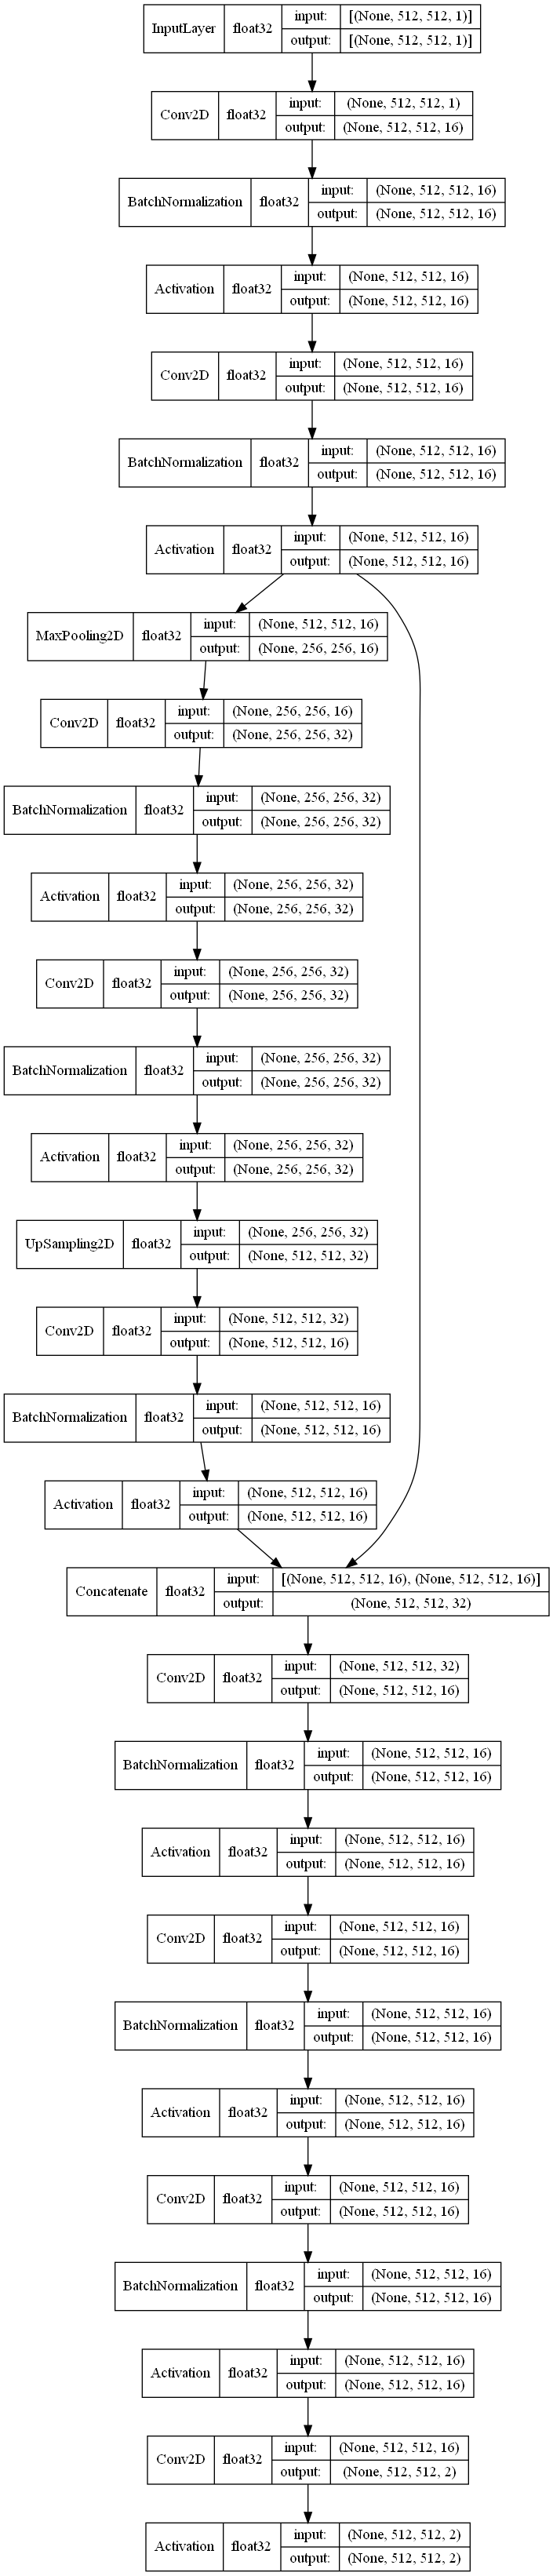 InputLayer float32 input: [(None, 512, 512, 1)]
output: [(None, 512, 512, 1)]
Conv2D float32 input: (None, 512, 512, 1)
output: (None, 512, 512, 16)
BatchNormalization float32 input: (None, 512, 512, 16)
output: (None, 512, 512, 16)
Activation float32 input: (None, 512, 512, 16)
output: (None, 512, 512, 16)
Conv2D float32 input: (None, 512, 512, 16)
output: (None, 512, 512, 16)
BatchNormalization float32 input: (None, 512, 512, 16)
output: (None, 512, 512, 16)
Activation float32 input: (None, 512, 512, 16)
output: (None, 512, 512, 16)
MaxPooling2D float32 input: (None, 512, 512, 16)
output: (None, 256, 256, 16)
Conv2D float32 input: (None, 256, 256, 16)
output: (None, 256, 256, 32)
BatchNormalization float32 input: (None, 256, 256, 32)
output: (None, 256, 256, 32)
Activation float32 input: (None, 256, 256, 32)
output: (None, 256, 256, 32)
Conv2D float32 input: (None, 256, 256, 32)
output: (None, 256, 256, 32)
BatchNormalization float32 input: (None, 256, 256, 32)
output: (None, 256, 256, 32)
Activation float32 input: (None, 256, 256, 32)
output: (None, 256, 256, 32)
UpSampling2D float32 input: (None, 256, 256, 32)
output: (None, 512, 512, 32)
Conv2D float32 input: (None, 512, 512, 32)
output: (None, 512, 512, 16)
BatchNormalization float32 input: (None, 512, 512, 16)
output: (None, 512, 512, 16)
Activation float32 input: (None, 512, 512, 16)
output: (None, 512, 512, 16)
Concatenate float32 input: [(None, 512, 512, 16), (None, 512, 512, 16)]
output: (None, 512, 512, 32)
Conv2D float32 input: (None, 512, 512, 32)
output: (None, 512, 512, 16)
BatchNormalization float32 input: (None, 512, 512, 16)
output: (None, 512, 512, 16)
Activation float32 input: (None, 512, 512, 16)
output: (None, 512, 512, 16)
Conv2D float32 input: (None, 512, 512, 16)
output: (None, 512, 512, 16)
BatchNormalization float32 input: (None, 512, 512, 16)
output: (None, 512, 512, 16)
Activation float32 input: (None, 512, 512, 16)
output: (None, 512, 512, 16)
Conv2D float32 input: (None, 512, 512, 16)
output: (None, 512, 512, 16)
BatchNormalization float32 input: (None, 512, 512, 16)
output: (None, 512, 512, 16)
Activation float32 input: (None, 512, 512, 16)
output: (None, 512, 512, 16)
Conv2D float32 input: (None, 512, 512, 16)
output: (None, 512, 512, 2)
Activation float32 input: (None, 512, 512, 2)
output: (None, 512, 512, 2)